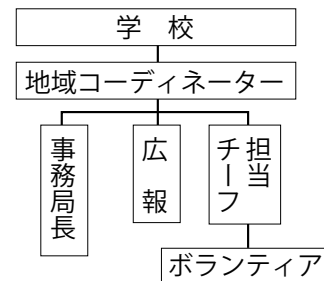 学　校
地域コーディネーター
事務局長
広　報
担当
チーフ
ボランティア